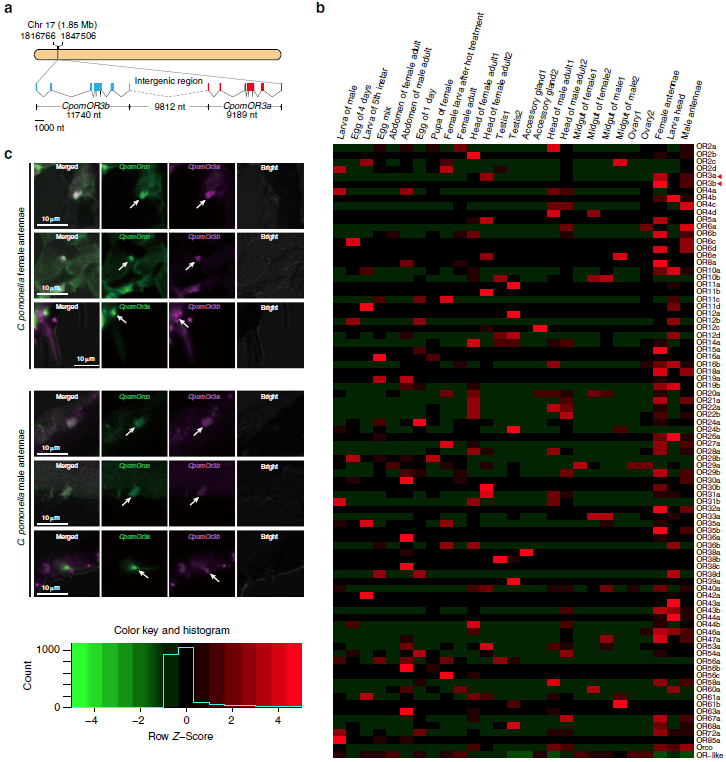 a
Chr 17 (1.85 Mb)
1816766 1847506
Intergenic region
CpomOR3b
9812 nt
CpomOR3a
11740 nt
9189 nt
1000 nt
b
Larva of male
Egg of 4 days
Larva of 5th instar
Egg mix
Abdomen of female adult
Abdomen of male adult
Egg of 1 day
Pupa of female
Female larva after hot treatment
Female adult
Head of female adult1
Head of female adult2
Testis1
Testis2
Accessory gland1
Accessory gland2
Head of male adult1
Head of male adult2
Midgut of female1
Midgut of female2
Midgut of male1
Midgut of male2
Ovary1
Ovary2
Female antennae
Larva head
Male antennae
OR2a
OR2b
OR2c
OR2d
OR3a
OR3b
OR4a
OR4b
OR4c
OR4d
OR5a
OR6a
OR6b
OR6c
OR6d
OR6e
OR8a
OR10a
OR10b
OR11a
OR11b
OR11c
OR11d
OR12a
OR12b
OR12c
OR12d
OR14a
OR15a
OR16a
OR16b
OR18a
OR19a
OR19b
OR20a
OR21a
OR22a
OR22b
OR24a
OR24b
OR26a
OR27a
OR28a
OR28b
OR29a
OR29b
OR30a
OR30b
OR31a
OR31b
OR32a
OR33a
OR35a
OR35b
OR36a
OR36b
OR38a
OR38b
OR38c
OR38d
OR39a
OR40a
OR42a
OR43a
OR43b
OR44a
OR44b
OR46a
OR47a
OR53a
OR54a
OR56a
OR56b
OR56c
OR58a
OR60a
OR61a
OR61b
OR63a
OR67a
OR68a
OR72a
OR85a
Orco
OR-like
c
C. pomonella female antennae
Merged CpomOrco CpomOr3a Bright
10 μm
Merged CpomOrco CpomOr3b Bright
10 μm
Merged CpomOr3a CpomOr3b Bright
10 μm
C. pomonella male antennae
Merged CpomOrco CpomOr3a Bright
10 μm
Merged CpomOrco CpomOr3b Bright
10 μm
Merged CpomOr3a CpomOr3b Bright
10 μm
Color key and histogram
Count
1000
0
−4 −2 0 2 4
Row Z–Score